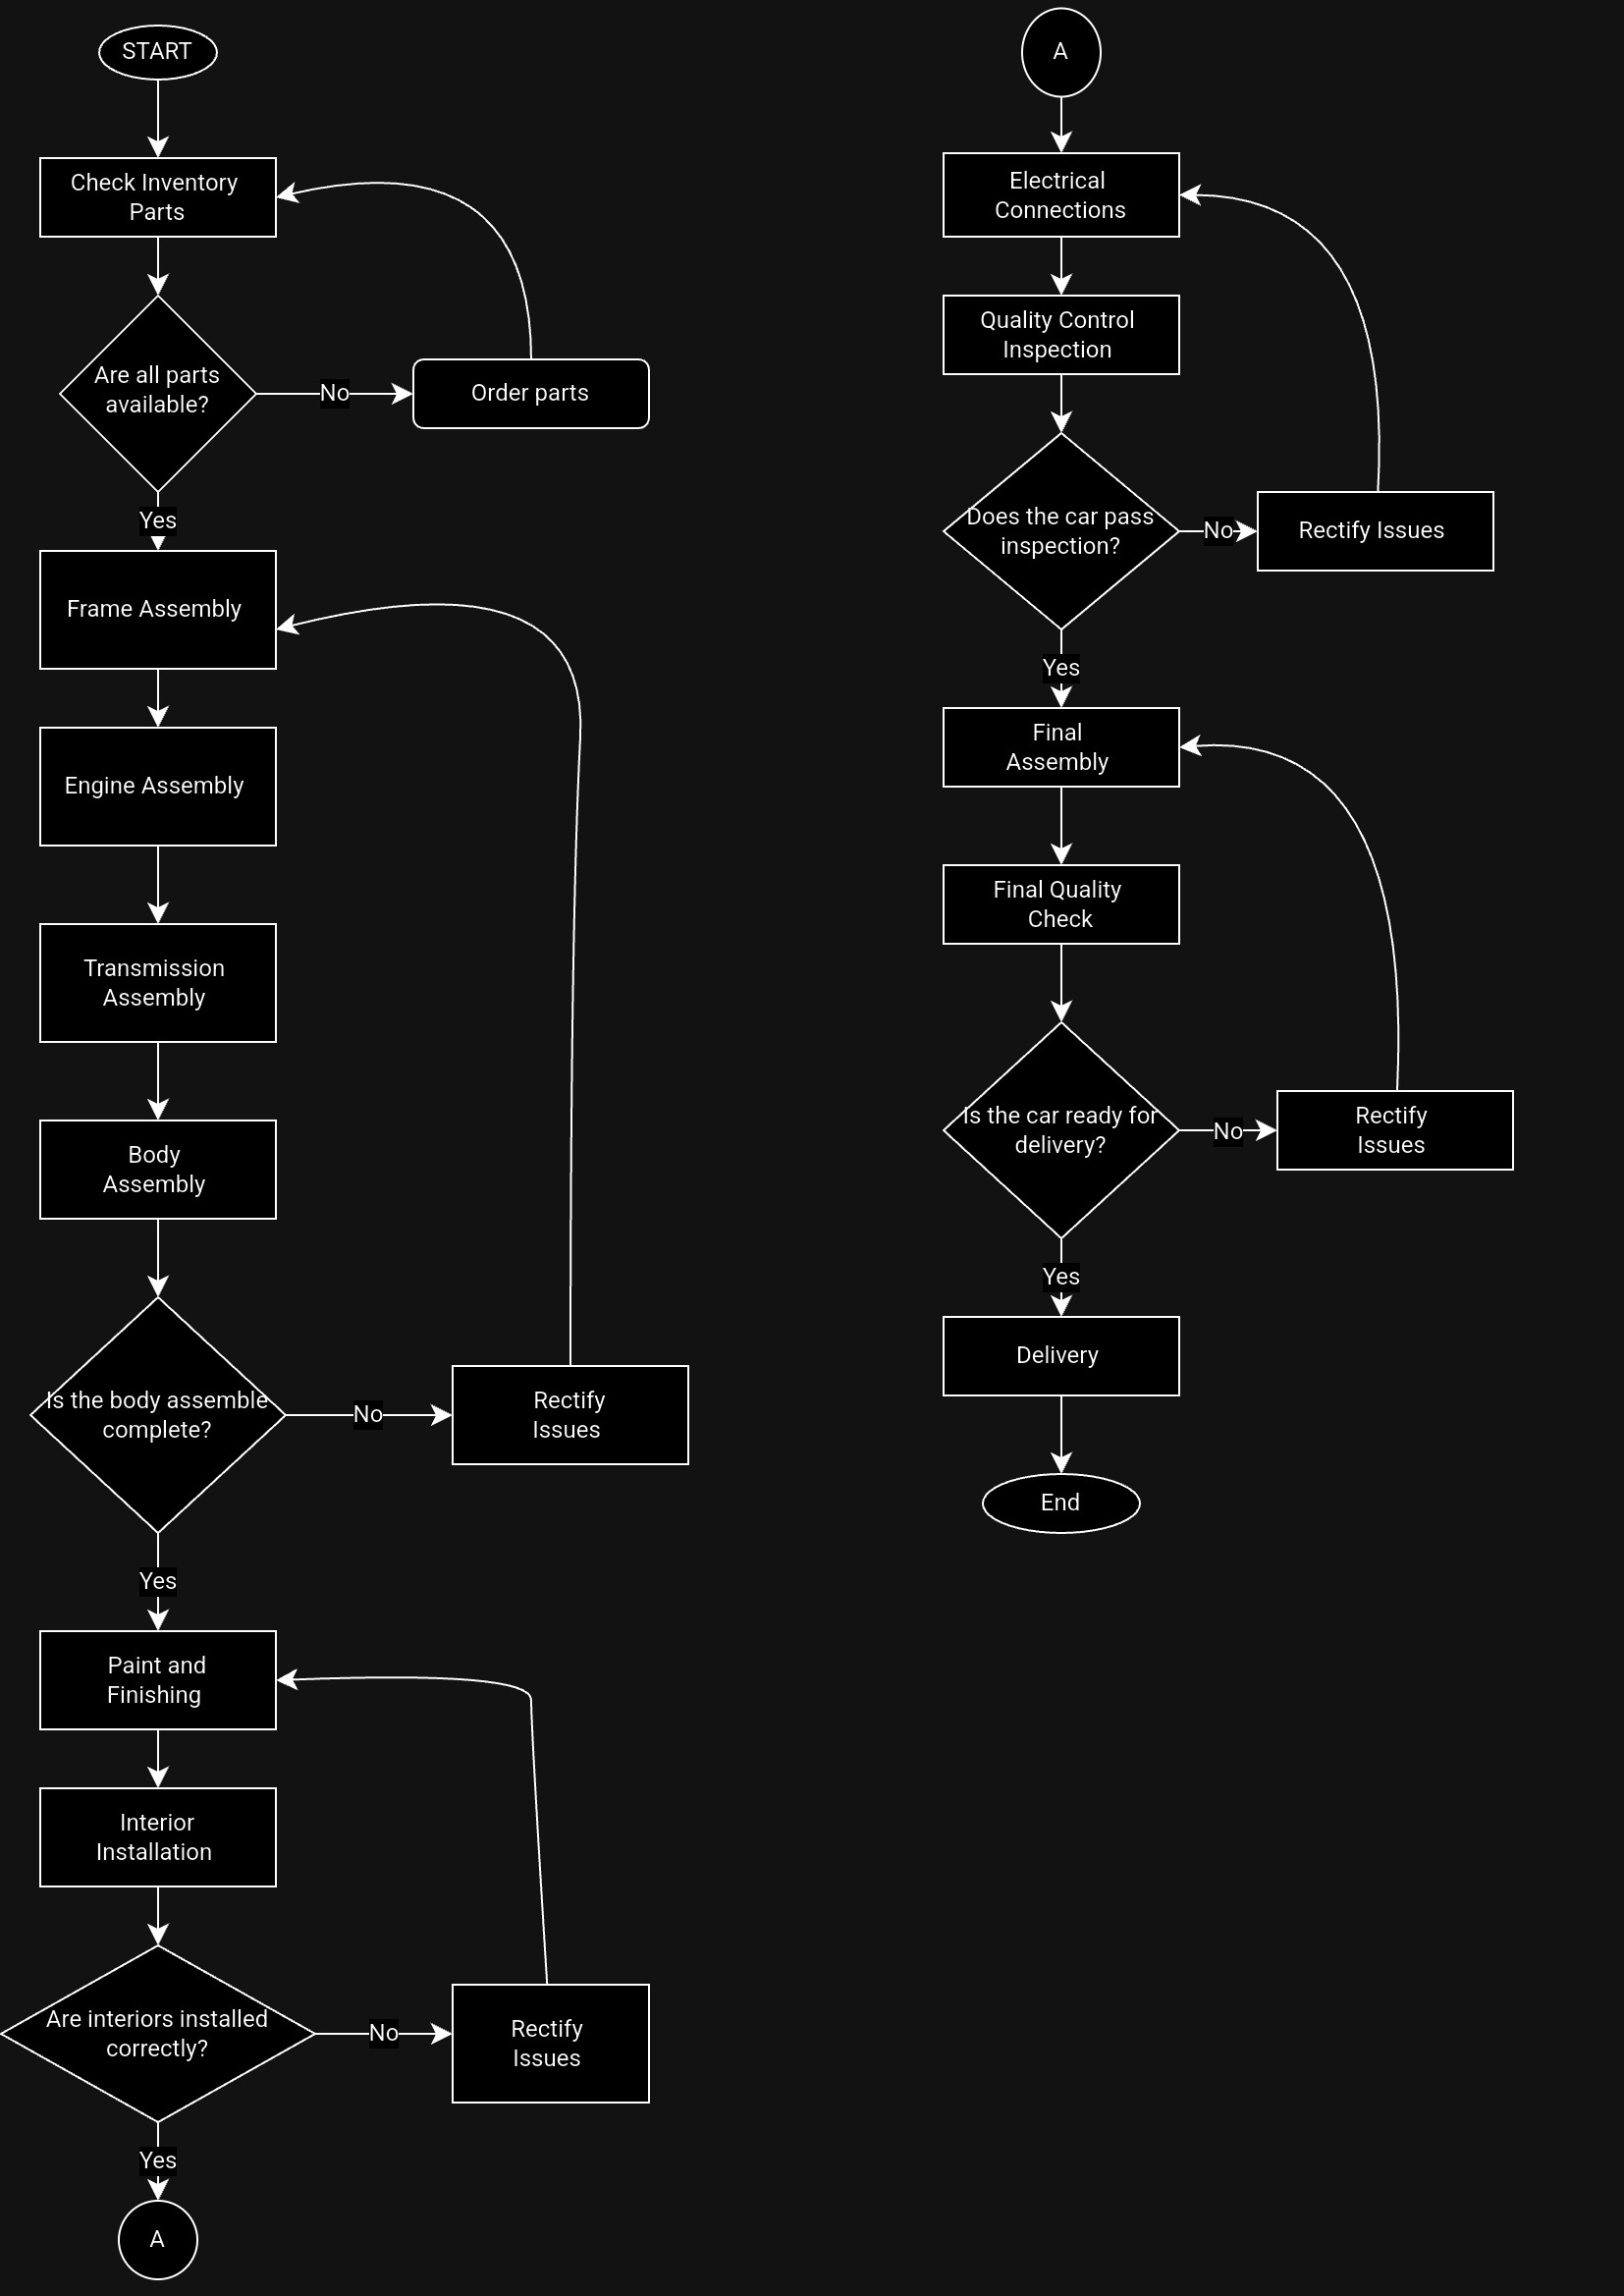 START
Check Inventory
Parts
Are all parts
available?
No
Order parts
Yes
Frame Assembly
Engine Assembly
Transmission
Assembly
Body
Assembly
Is the body assemble
complete?
No
Rectify
Issues
Yes
Paint and
Finishing
Interior
Installation
Are interiors installed
correctly?
No
Rectify
Issues
Yes
A
A
Electrical
Connections
Quality Control
Inspection
Does the car pass
inspection?
No
Rectify Issues
Yes
Final
Assembly
Final Quality
Check
Is the car ready for
delivery?
No
Rectify
Issues
Yes
Delivery
End